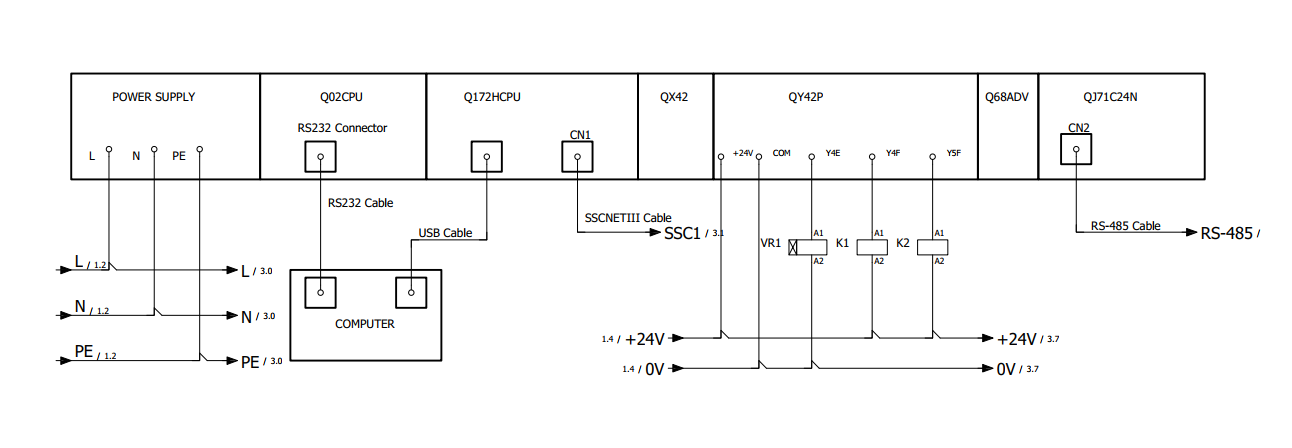 POWER SUPPLY
Q02CPU
Q172HCPU
QX42
QY42P
Q68ADV
QJ71C24N
RS232 Connector
CN1
CN2
L
N
PE
+24V
COM
Y4E
Y4F
Y5F
RS232 Cable
USB Cable
SSCNETIII Cable
SSC1 / 3.1
RS-485 Cable
RS-485 /
VR1
A1
A2
K1
A1
A2
K2
A1
A2
L / 1.2
L / 3.0
N / 1.2
N / 3.0
PE / 1.2
PE / 3.0
COMPUTER
1.4 / +24V
+24V / 3.7
1.4 / 0V
0V / 3.7